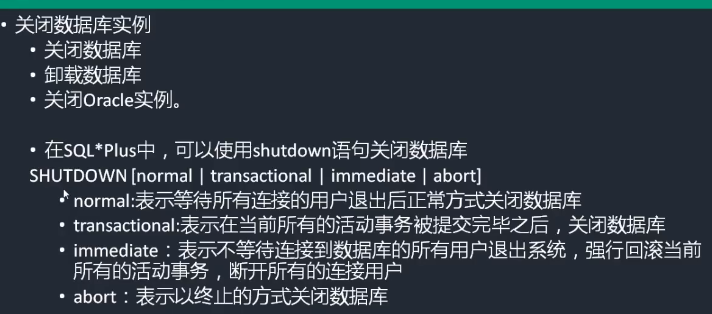 • 关闭数据库实例
• 关闭数据库
• 卸载数据库
• 关闭Oracle实例。
• 在SQL*Plus中，可以使用shutdown语句关闭数据库
SHUTDOWN [normal | transactional | immediate | abort]
• normal:表示等待所有连接的用户退出后正常方式关闭数据库
• transactional:表示在当前所有的活动事务被提交完毕之后，关闭数据库
• immediate：表示不等待连接到数据库的所有用户退出系统，强行回滚当前
所有的活动事务，断开所有的连接用户
• abort：表示以终止的方式关闭数据库